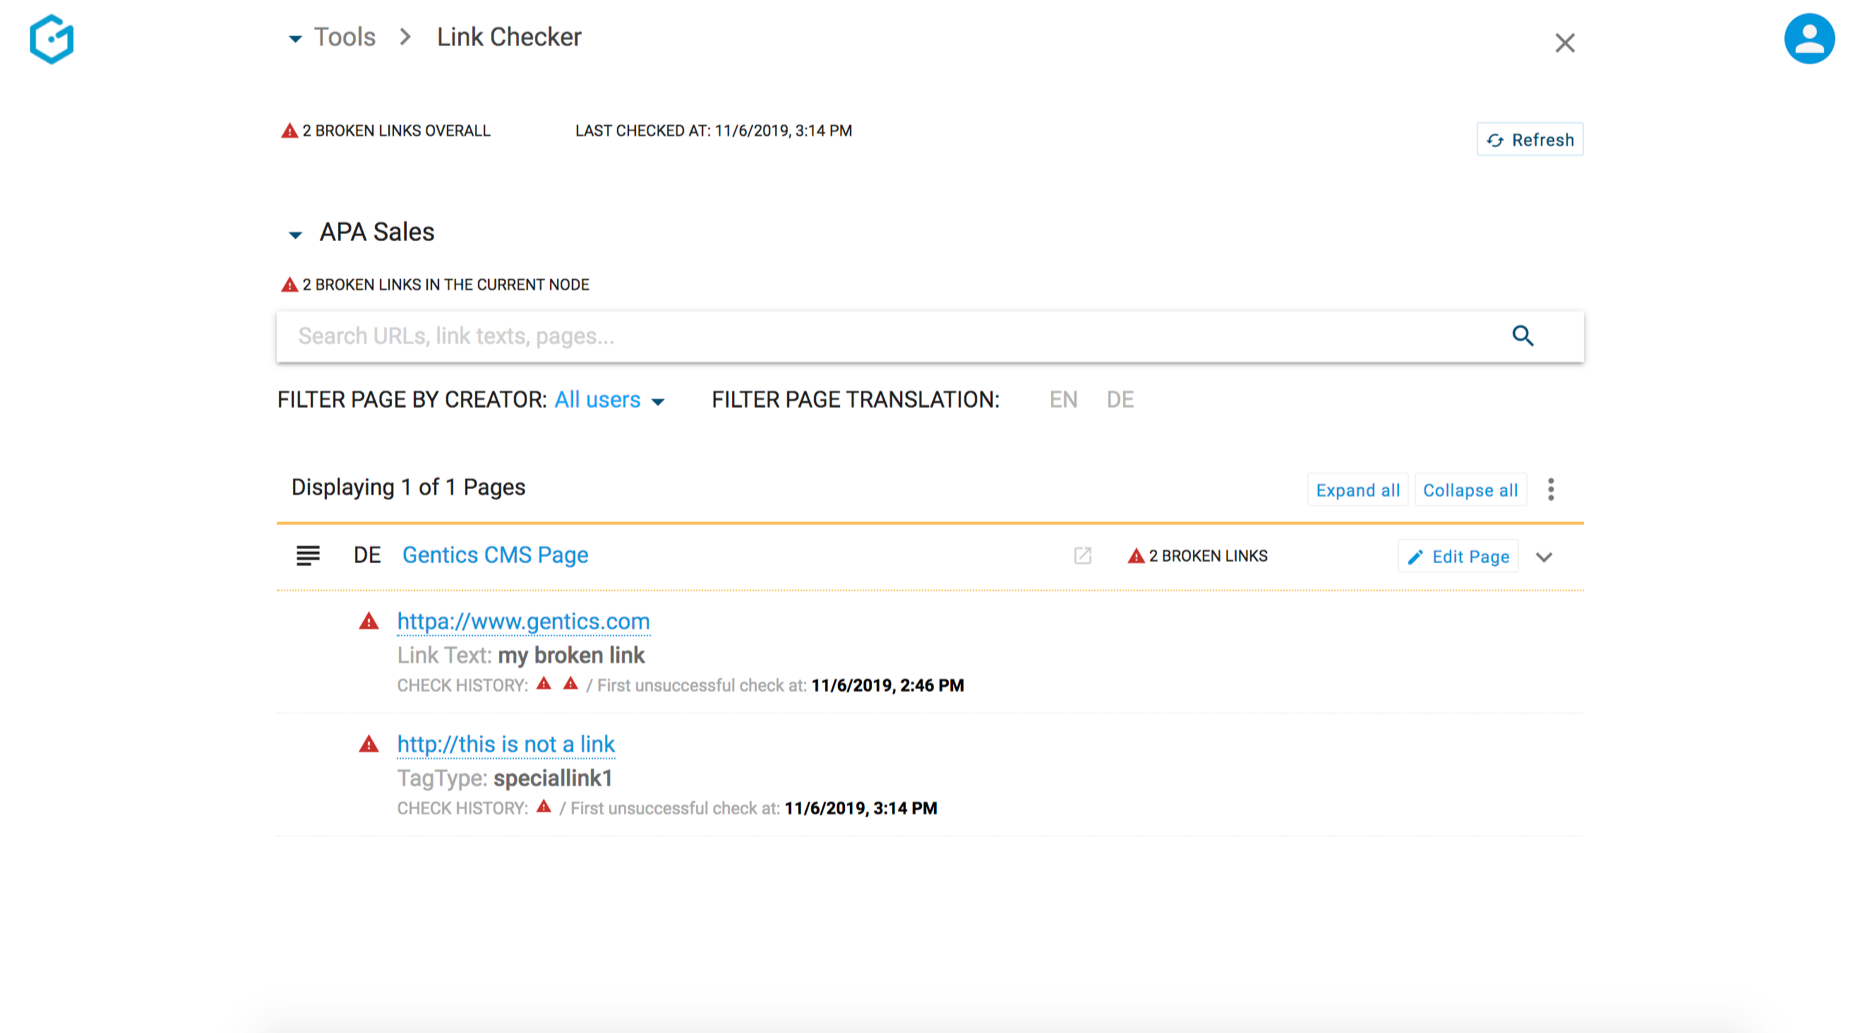 Tools > Link Checker
2 BROKEN LINKS OVERALL LAST CHECKED AT: 11/6/2019, 3:14 PM
Refresh
APA Sales
2 BROKEN LINKS IN THE CURRENT NODE
Search URLs, link texts, pages...
FILTER PAGE BY CREATOR: All users FILTER PAGE TRANSLATION: EN DE
Displaying 1 of 1 Pages Expand all Collapse all
DE Gentics CMS Page 2 BROKEN LINKS Edit Page
httpa://www.gentics.com
Link Text: my broken link
CHECK HISTORY: / First unsuccessful check at: 11/6/2019, 2:46 PM
http://this is not a link
TagType: speciallink1
CHECK HISTORY: / First unsuccessful check at: 11/6/2019, 3:14 PM